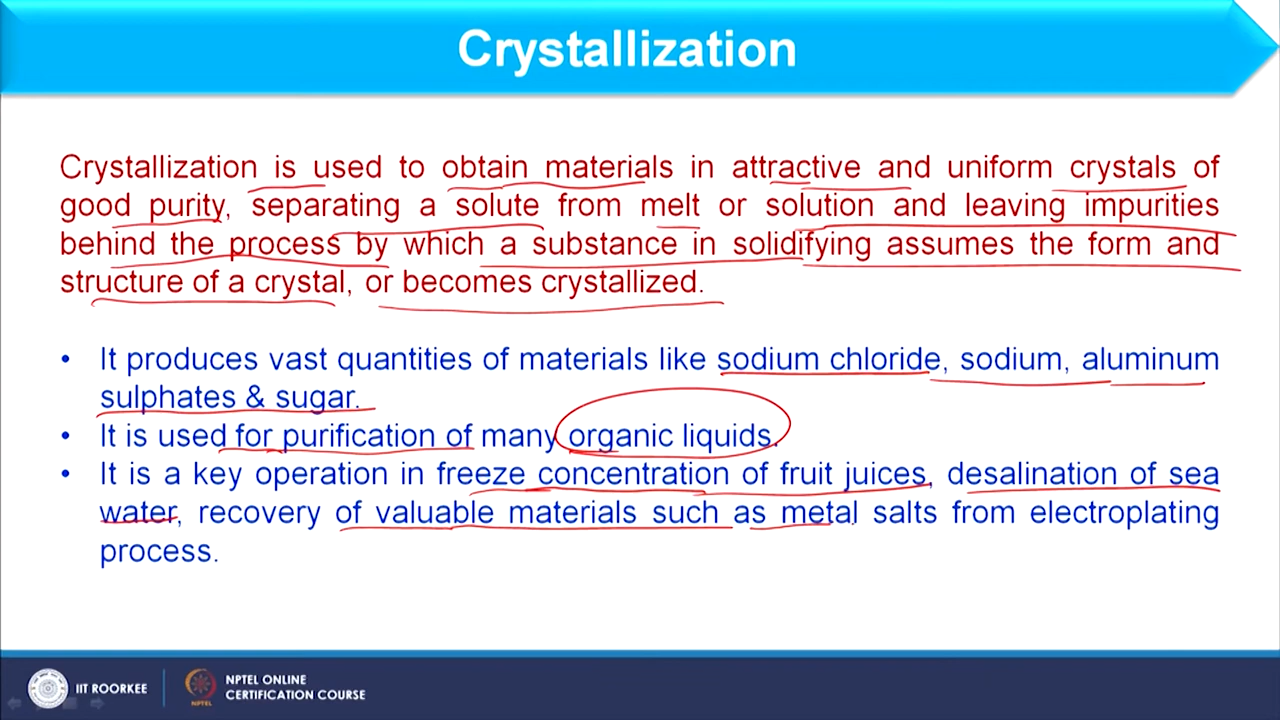 Crystallization
Crystallization is used to obtain materials in attractive and uniform crystals of
good purity, separating a solute from melt or solution and leaving impurities
behind the process by which a substance in solidifying assumes the form and
structure of a crystal, or becomes crystallized.
• It produces vast quantities of materials like sodium chloride, sodium, aluminum
sulphates & sugar.
• It is used for purification of many organic liquids.
• It is a key operation in freeze concentration of fruit juices, desalination of sea
water, recovery of valuable materials such as metal salts from electroplating
process.
IIT ROORKEE
NPTEL
NPTEL ONLINE
CERTIFICATION COURSE